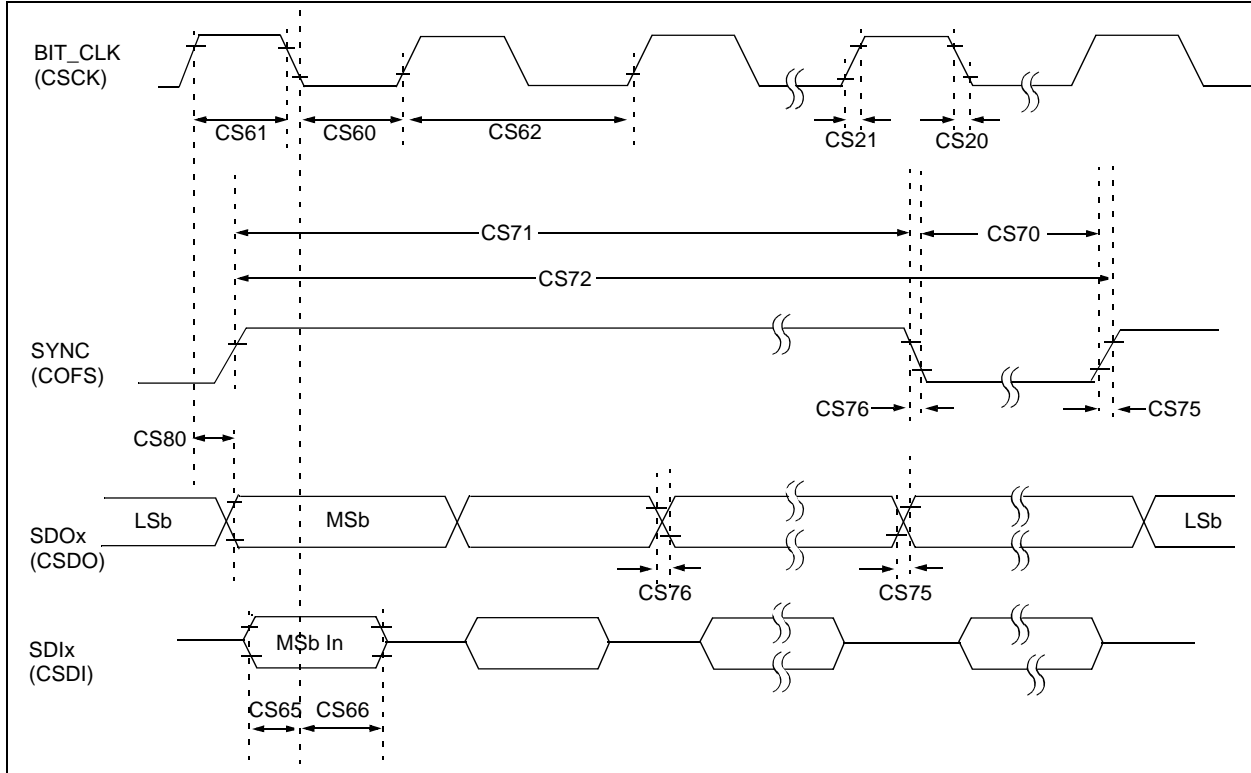 BIT_CLK
(CSCK)
CS61
CS60
CS62
CS21
CS20
CS71
CS70
CS72
SYNC
(COFS)
CS76
CS75
CS80
LSb
MSb
LSb
SDOx
(CSDO)
CS76
CS75
MSb In
SDIx
(CSDI)
CS65
CS66